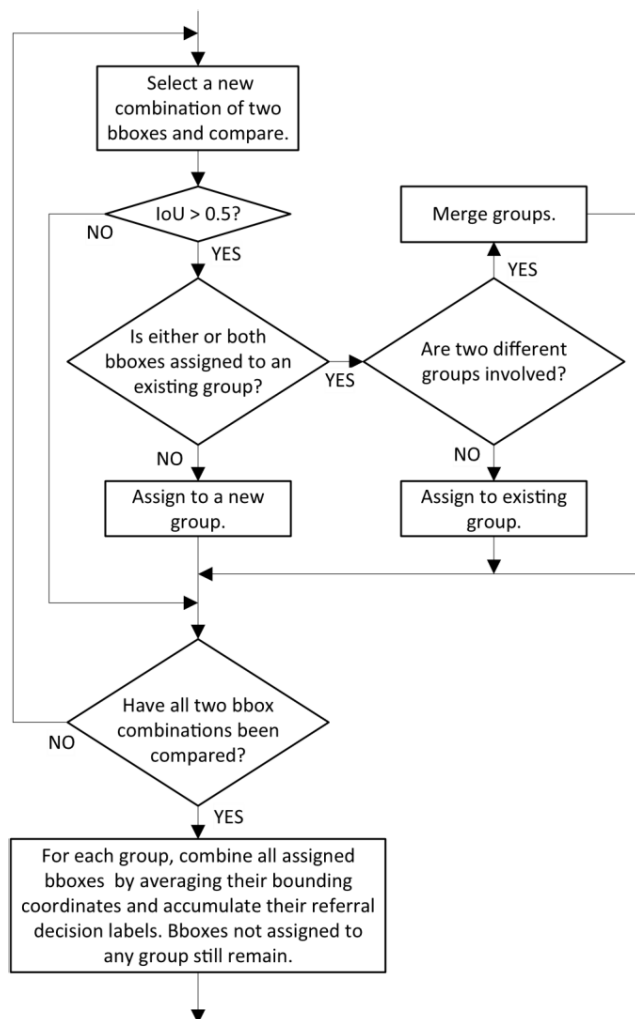 Select a new
combination of two
bboxes and compare.
IoU > 0.5?
NO
YES
Merge groups.
YES
Is either or both
bboxes assigned to an
existing group?
YES
Are two different
groups involved?
NO
NO
Assign to a new
group.
Assign to existing
group.
Have all two bbox
combinations been
compared?
NO
YES
For each group, combine all assigned
bboxes by averaging their bounding
coordinates and accumulate their referral
decision labels. Bboxes not assigned to
any group still remain.